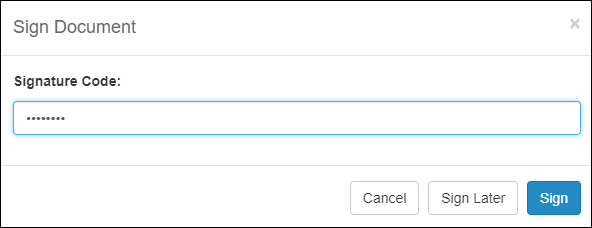 Sign Document ×
Signature Code:
••••••••
Cancel Sign Later Sign